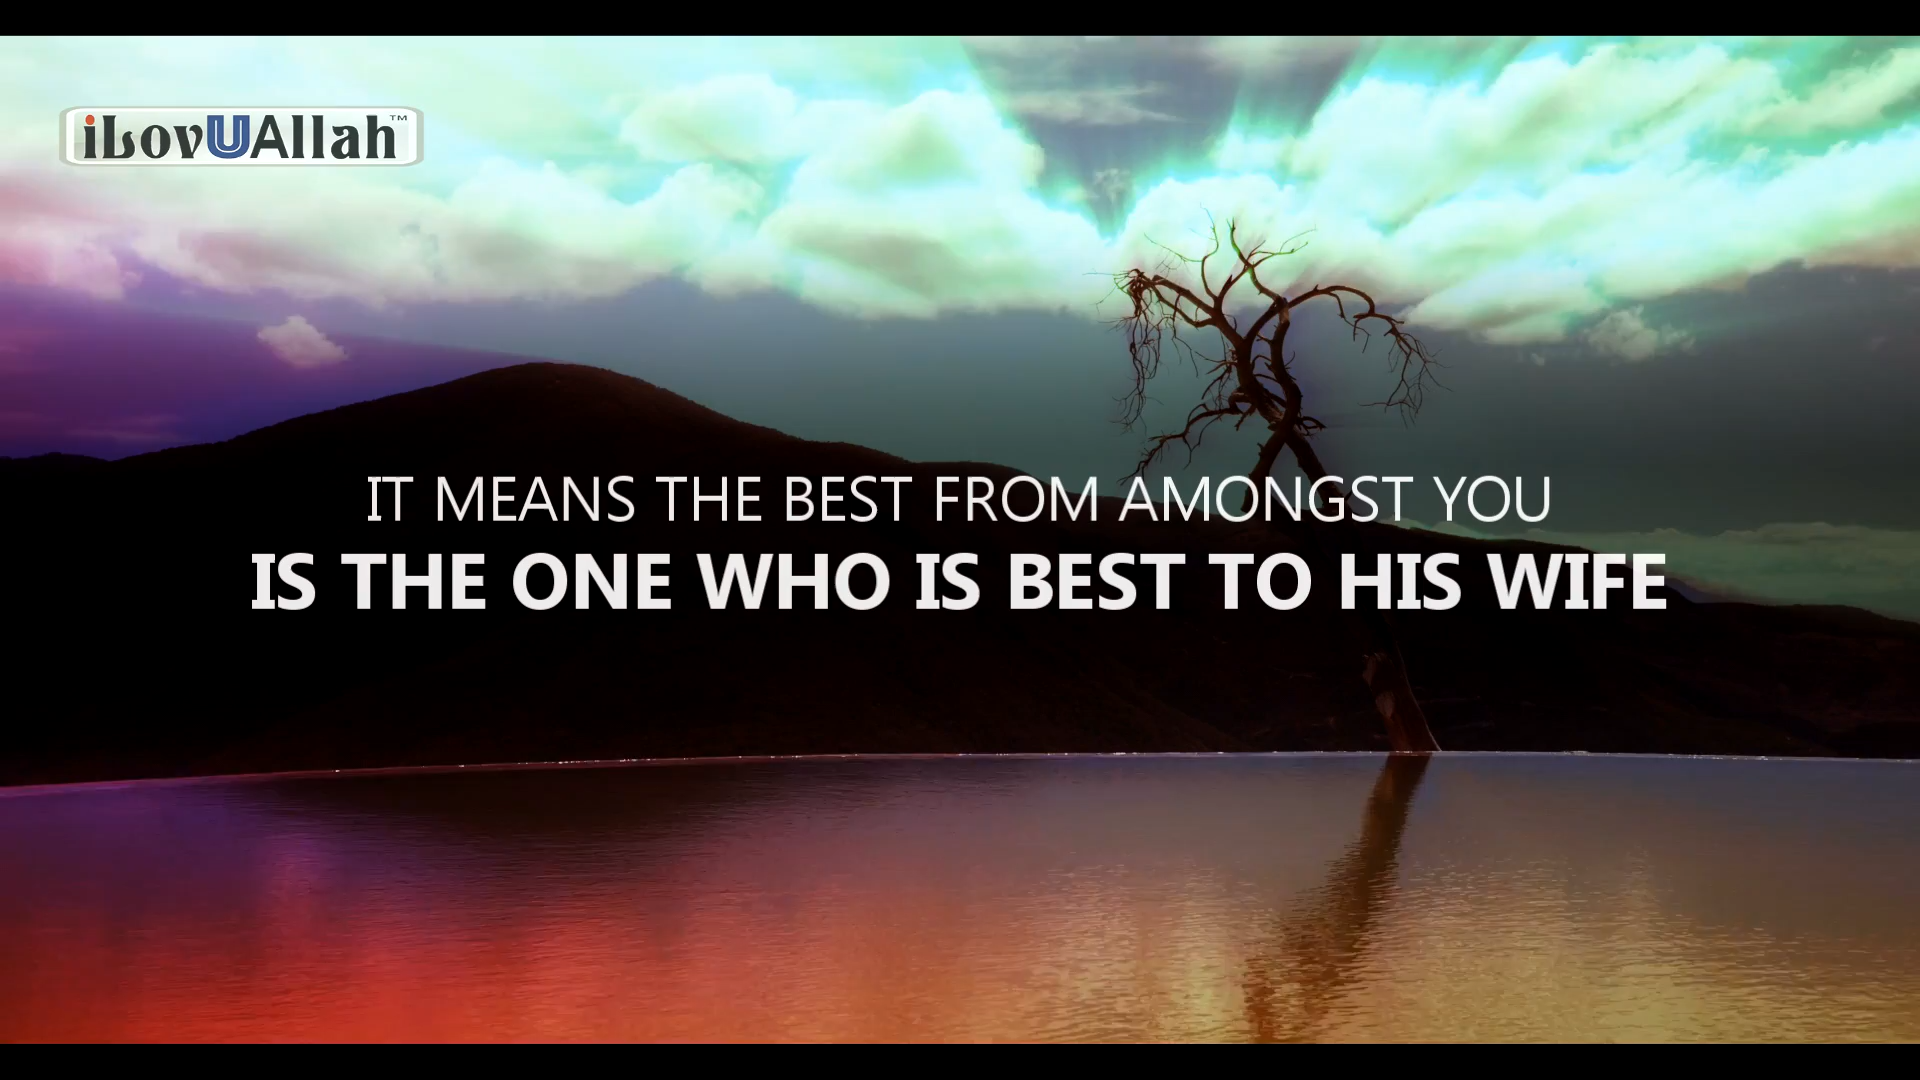 iLovUAllah™
IT MEANS THE BEST FROM AMONGST YOU
IS THE ONE WHO IS BEST TO HIS WIFE